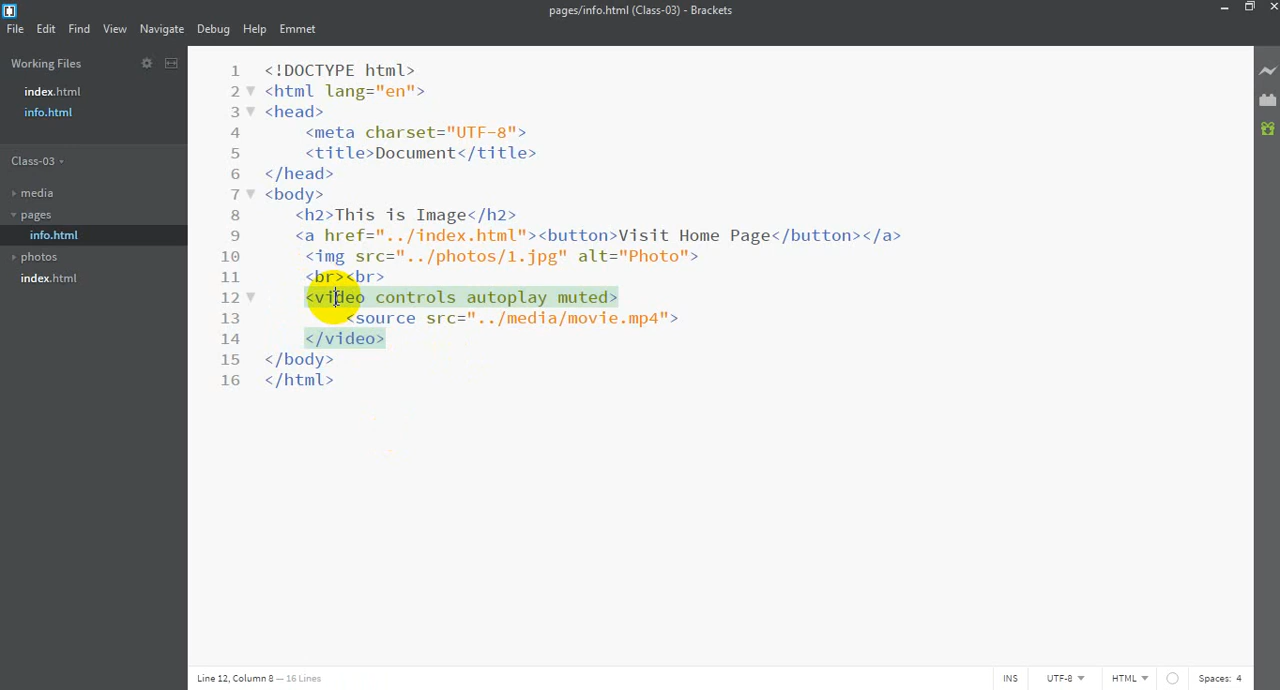 pages/info.html (Class-03) - Brackets
File Edit Find View Navigate Debug Help Emmet
Working Files
index.html
info.html
Class-03
media
pages
info.html
photos
index.html
1 <!DOCTYPE html>
2 <html lang="en">
3 <head>
4 <meta charset="UTF-8">
5 <title>Document</title>
6 </head>
7 <body>
8 <h2>This is Image</h2>
9 <a href="../index.html"><button>Visit Home Page</button></a>
10 <img src="../photos/1.jpg" alt="Photo">
11 <br><br>
12 <video controls autoplay muted>
13 <source src="../media/movie.mp4">
14 </video>
15 </body>
16 </html>
Line 12, Column 8 — 16 Lines
INS UTF-8 HTML Spaces: 4